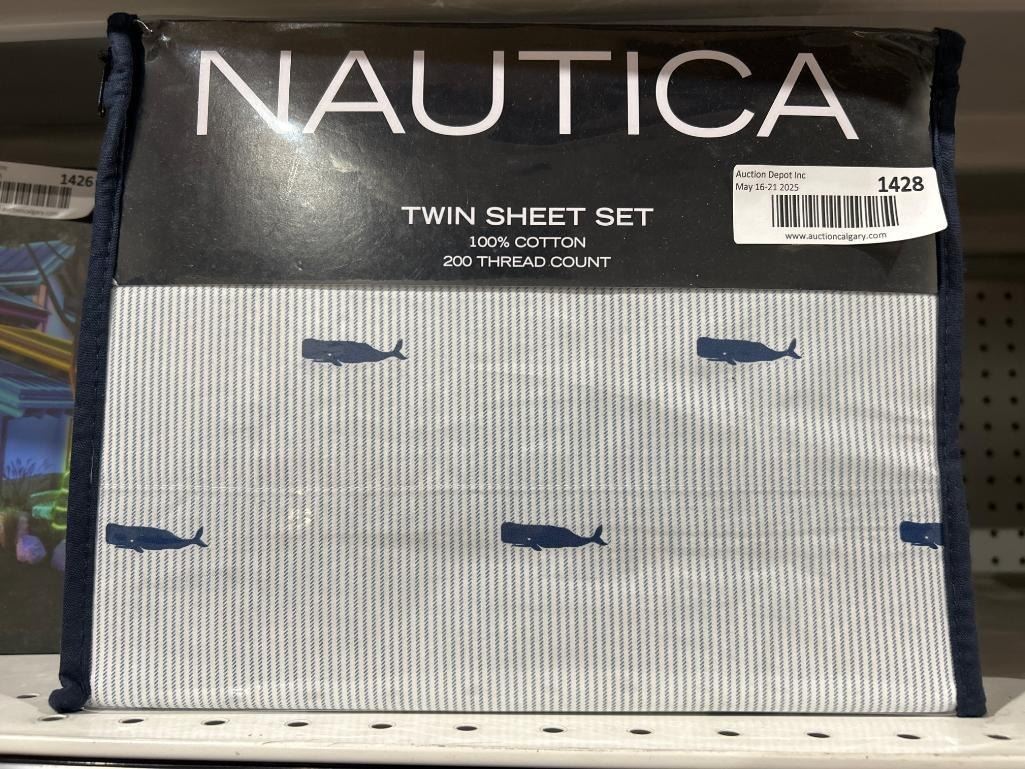 NAUTICA
TWIN SHEET SET
100% COTTON
200 THREAD COUNT
Auction Depot Inc
May 16-21 2025
1428
www.auctioncalgary.com
1426